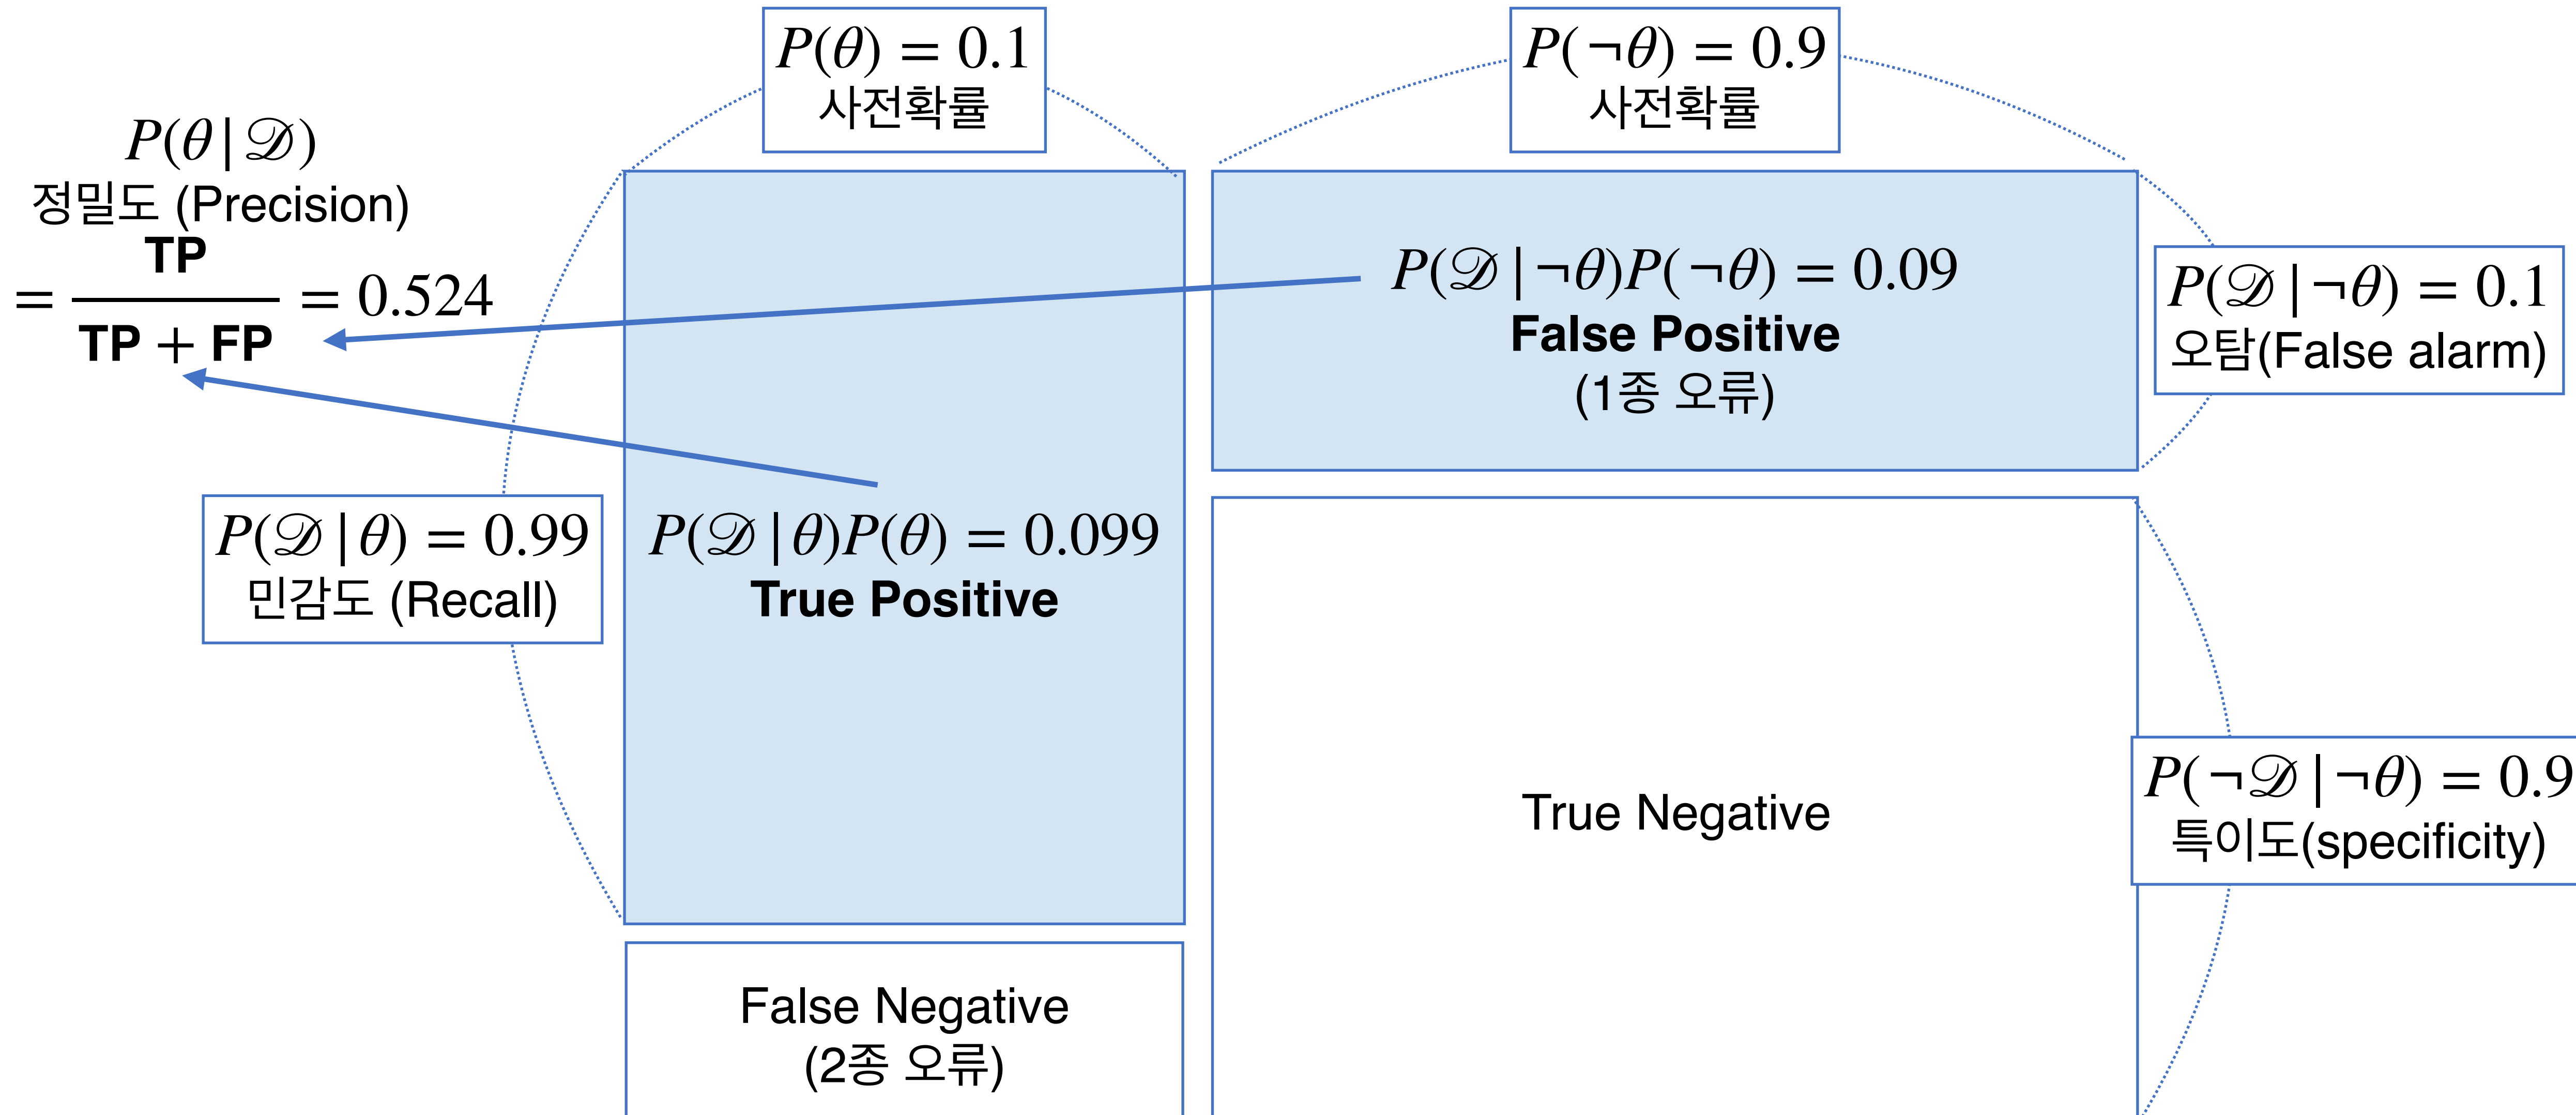 P(θ) = 0.1
사전확률
P(¬θ) = 0.9
사전확률
P(θ|𝒟)
정밀도 (Precision)
= TP / TP + FP = 0.524
P(𝒟|¬θ)P(¬θ) = 0.09
False Positive
(1종 오류)
P(𝒟|¬θ) = 0.1
오탐(False alarm)
P(𝒟|θ) = 0.99
민감도 (Recall)
P(𝒟|θ)P(θ) = 0.099
True Positive
True Negative
P(¬𝒟|¬θ) = 0.9
특이도(specificity)
False Negative
(2종 오류)